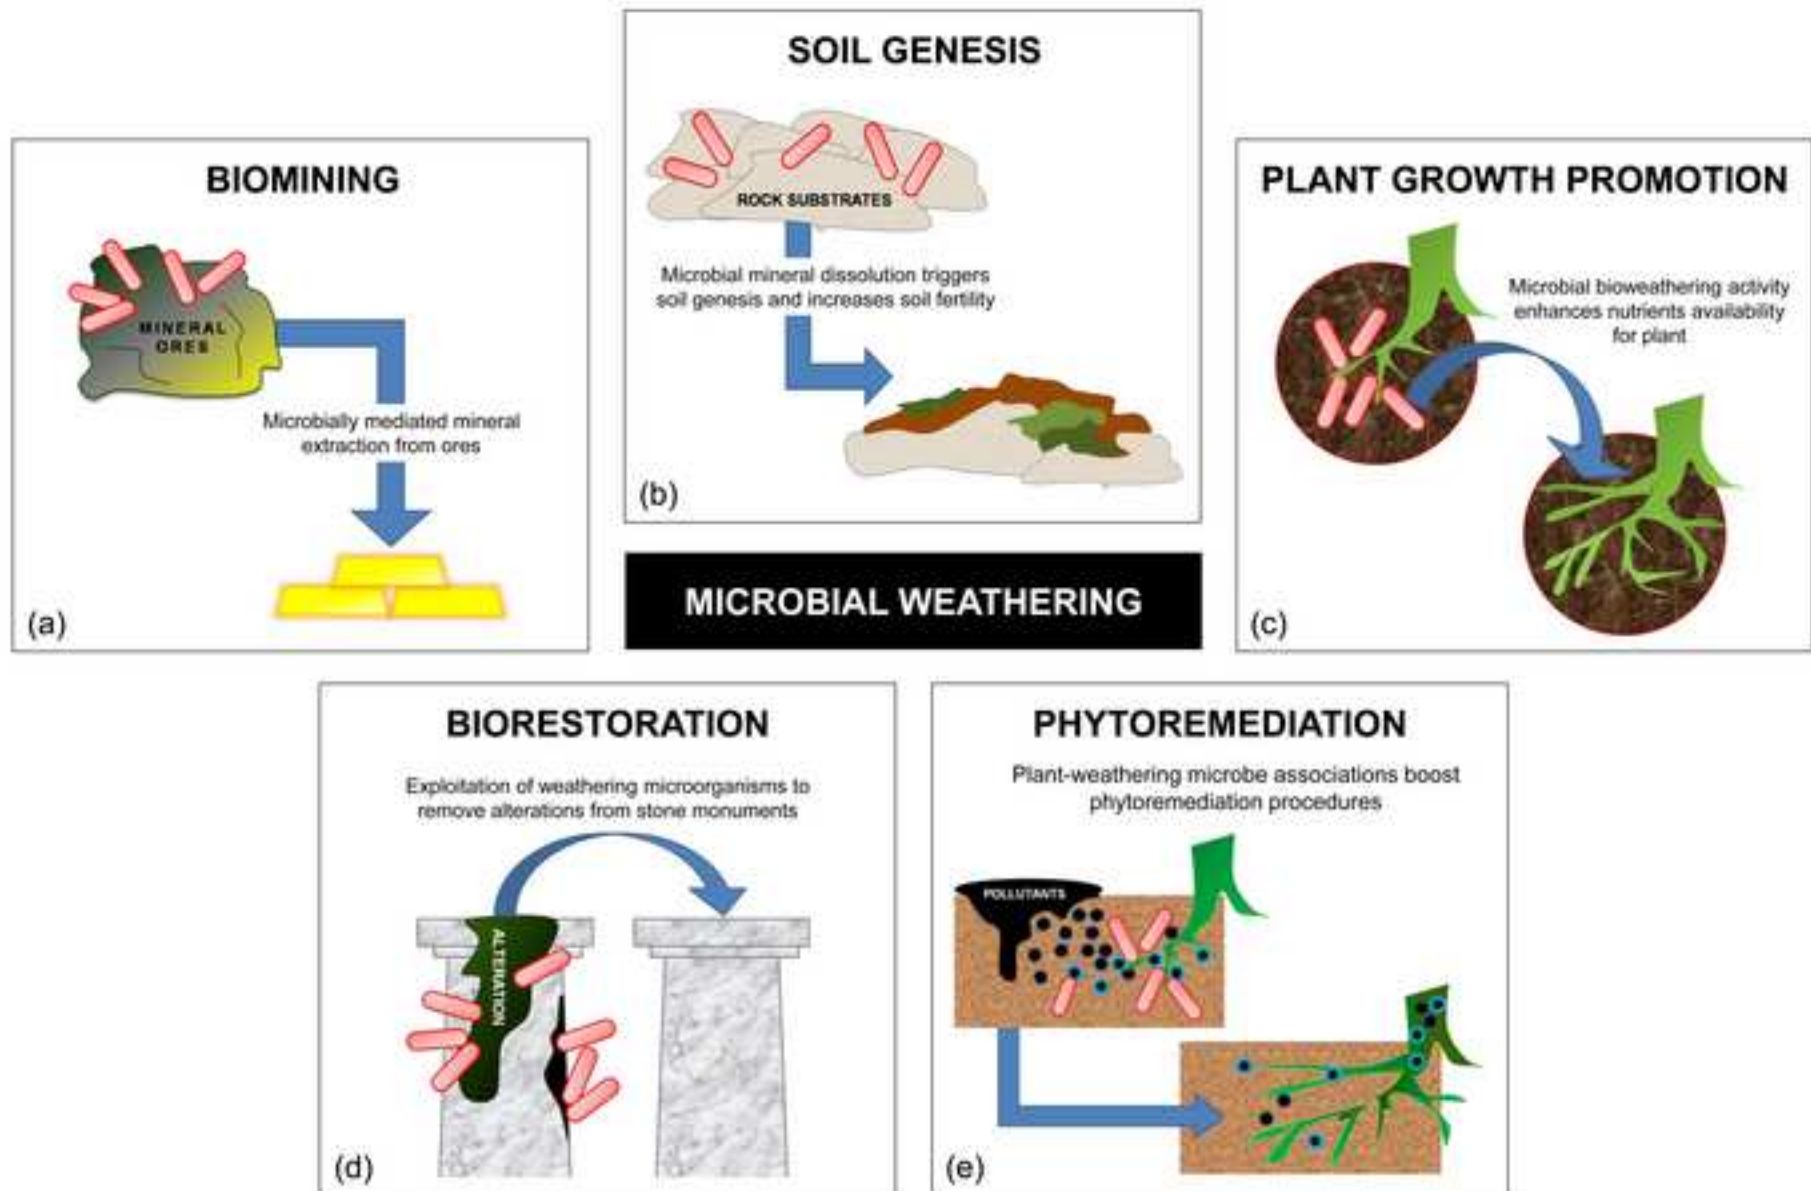 BIOMINING
MINERAL
ORES
Microbially mediated mineral
extraction from ores
(a)
SOIL GENESIS
ROCK SUBSTRATES
Microbial mineral dissolution triggers
soil genesis and increases soil fertility
(b)
PLANT GROWTH PROMOTION
Microbial bioweathering activity
enhances nutrients availability
for plant
(c)
MICROBIAL WEATHERING
BIORESTORATION
Exploitation of weathering microorganisms to
remove alterations from stone monuments
ALTERATION
(d)
PHYTOREMEDIATION
Plant-weathering microbe associations boost
phytoremediation procedures
POLLUTANTS
(e)